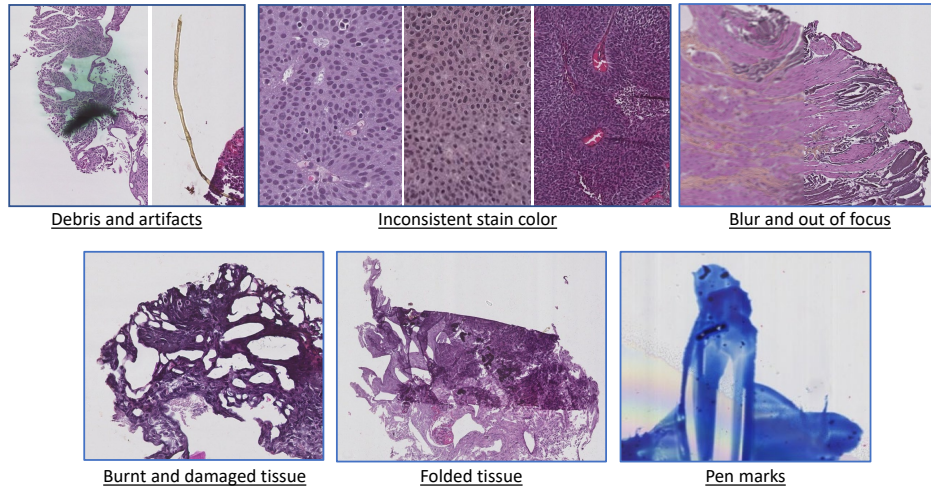 Debris and artifacts
Inconsistent stain color
Blur and out of focus
Burnt and damaged tissue
Folded tissue
Pen marks